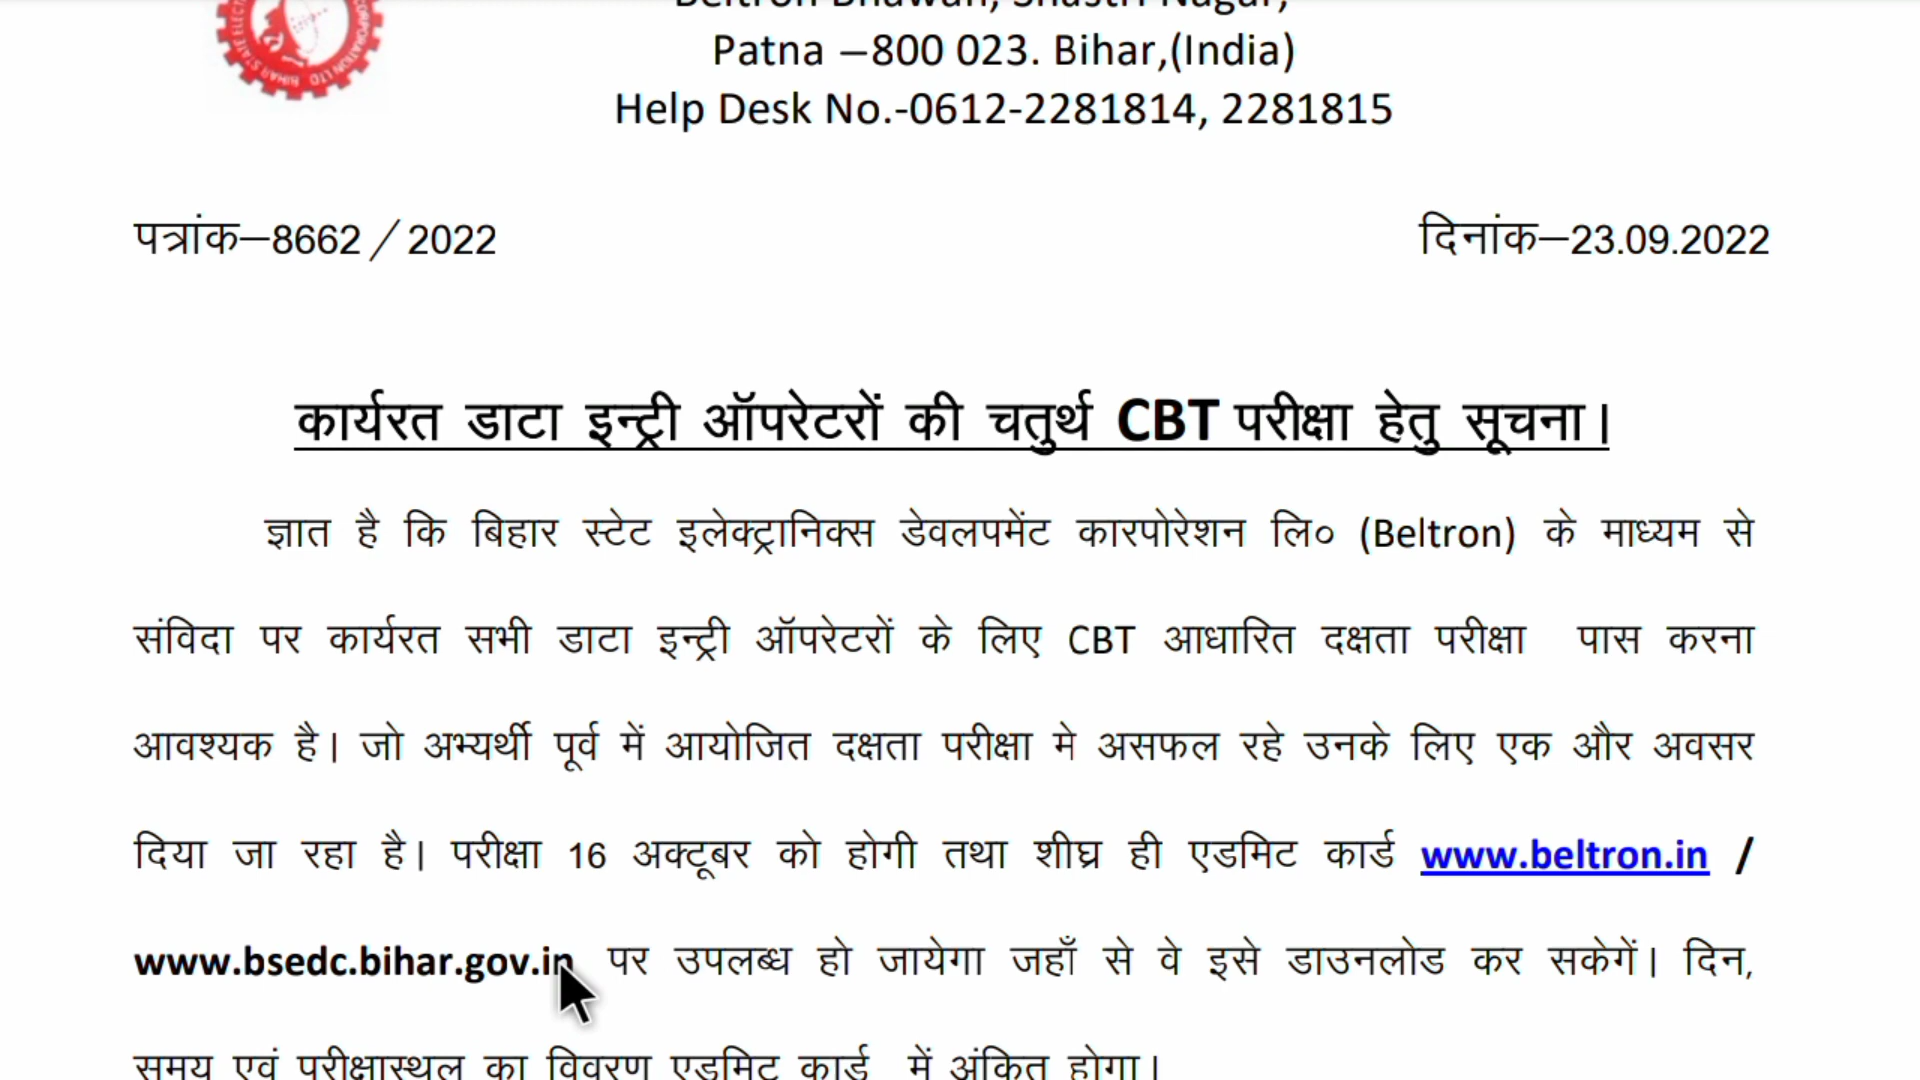 Beltron Bhawan, Shastri Nagar,
Patna –800 023. Bihar,(India)
Help Desk No.-0612-2281814, 2281815
पत्रांक–8662 / 2022
दिनांक–23.09.2022
कार्यरत डाटा इन्ट्री ऑपरेटरों की चतुर्थ CBT परीक्षा हेतु सूचना।
ज्ञात है कि बिहार स्टेट इलेक्ट्रानिक्स डेवलपमेंट कारपोरेशन लि० (Beltron) के माध्यम से
संविदा पर कार्यरत सभी डाटा इन्ट्री ऑपरेटरों के लिए CBT आधारित दक्षता परीक्षा पास करना
आवश्यक है। जो अभ्यर्थी पूर्व में आयोजित दक्षता परीक्षा मे असफल रहे उनके लिए एक और अवसर
दिया जा रहा है। परीक्षा 16 अक्टूबर को होगी तथा शीघ्र ही एडमिट कार्ड www.beltron.in /
www.bsedc.bihar.gov.in पर उपलब्ध हो जायेगा जहाँ से वे इसे डाउनलोड कर सकेगें। दिन,
समय एवं परीक्षास्थल का विवरण एडमिट कार्ड में अंकित होगा।